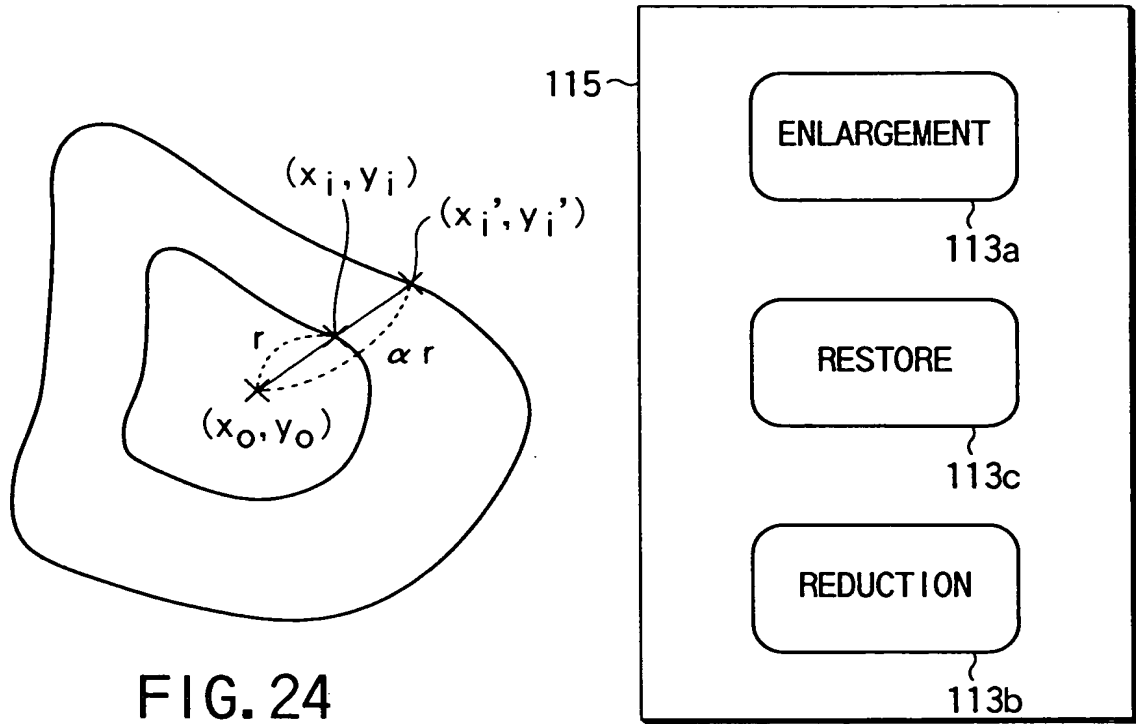 (xi, yi)
(xi', yi')
r
α r
(xo, yo)
FIG. 24
115
ENLARGEMENT
113a
RESTORE
113c
REDUCTION
113b